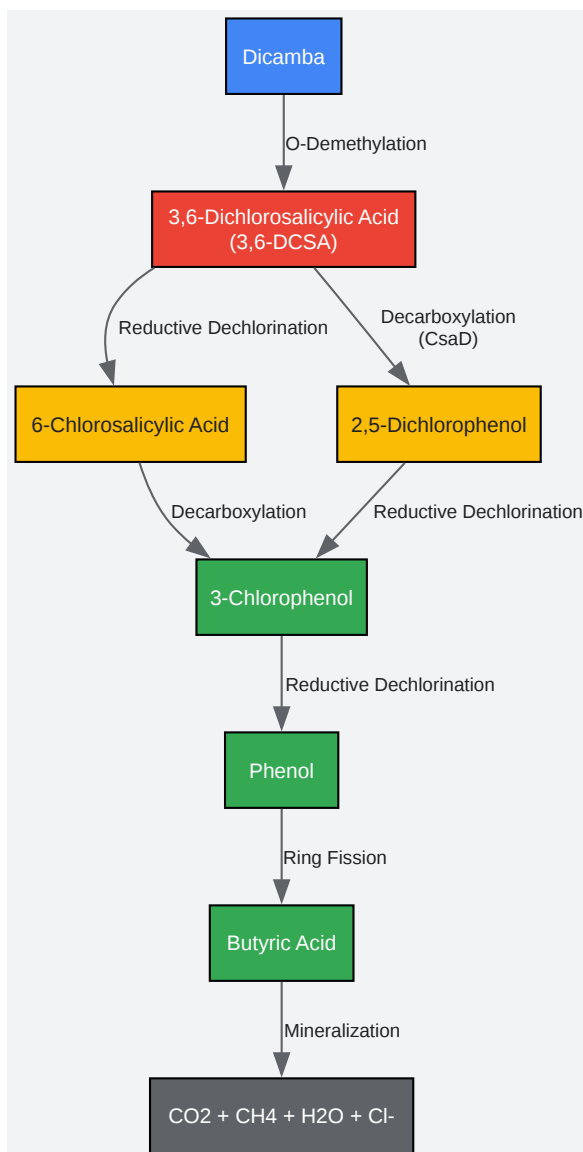 Dicamba
O-Demethylation
3,6-Dichlorosalicylic Acid
(3,6-DCSA)
Reductive Dechlorination
Decarboxylation
(CsaD)
6-Chlorosalicylic Acid
2,5-Dichlorophenol
Decarboxylation
Reductive Dechlorination
3-Chlorophenol
Reductive Dechlorination
Phenol
Ring Fission
Butyric Acid
Mineralization
CO2 + CH4 + H2O + Cl-